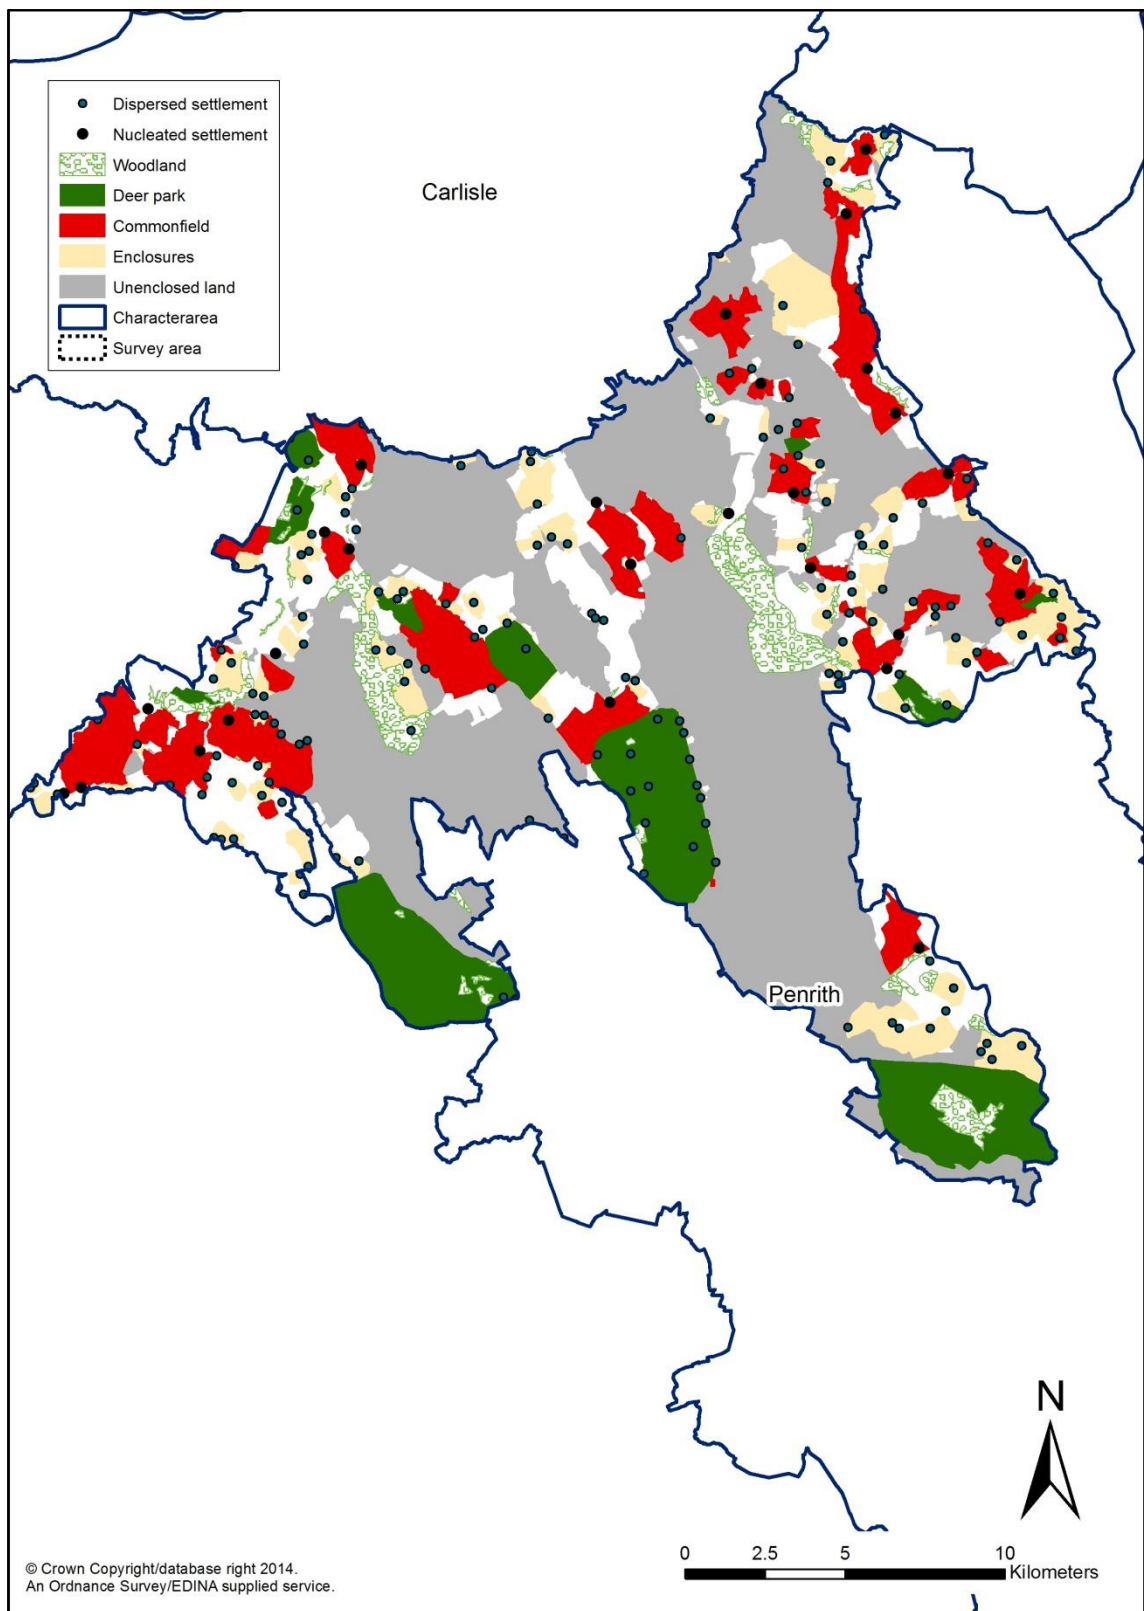 Dispersed settlement
Nucleated settlement
Woodland
Deer park
Commonfield
Enclosures
Unenclosed land
Characterarea
Survey area
Carlisle
Penrith
N
0 2.5 5 10
Kilometers
© Crown Copyright/database right 2014.
An Ordnance Survey/EDINA supplied service.